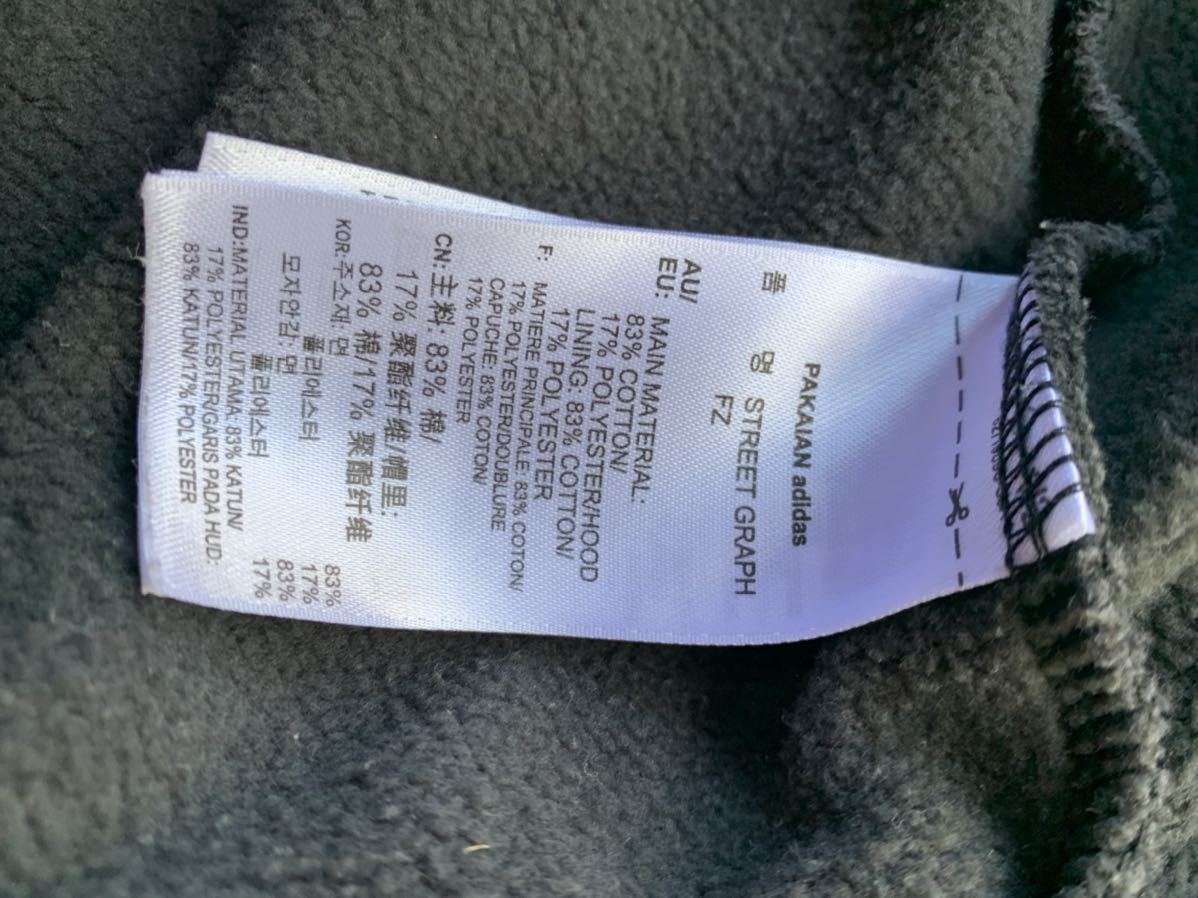 PAKAIAN adidas
품 명 STREET GRAPH
FZ
AU/
EU: MAIN MATERIAL:
83% COTTON/
17% POLYESTER/HOOD
LINING: 83% COTTON/
17% POLYESTER
F: MATIERE PRINCIPALE: 83% COTON/
17% POLYESTER/DOUBLURE
CAPUCHE: 83% COTON/
17% POLYESTER
CN: 主料: 83% 棉/
17% 聚酯纤维/帽里:
83% 棉/17% 聚酯纤维
KOR: 주소재: 면 83%
폴리에스터 17%
모자안감: 면 83%
폴리에스터 17%
IND:MATERIAL UTAMA: 83% KATUN/
17% POLYESTER/GARIS PADA HUD:
83% KATUN/17% POLYESTER